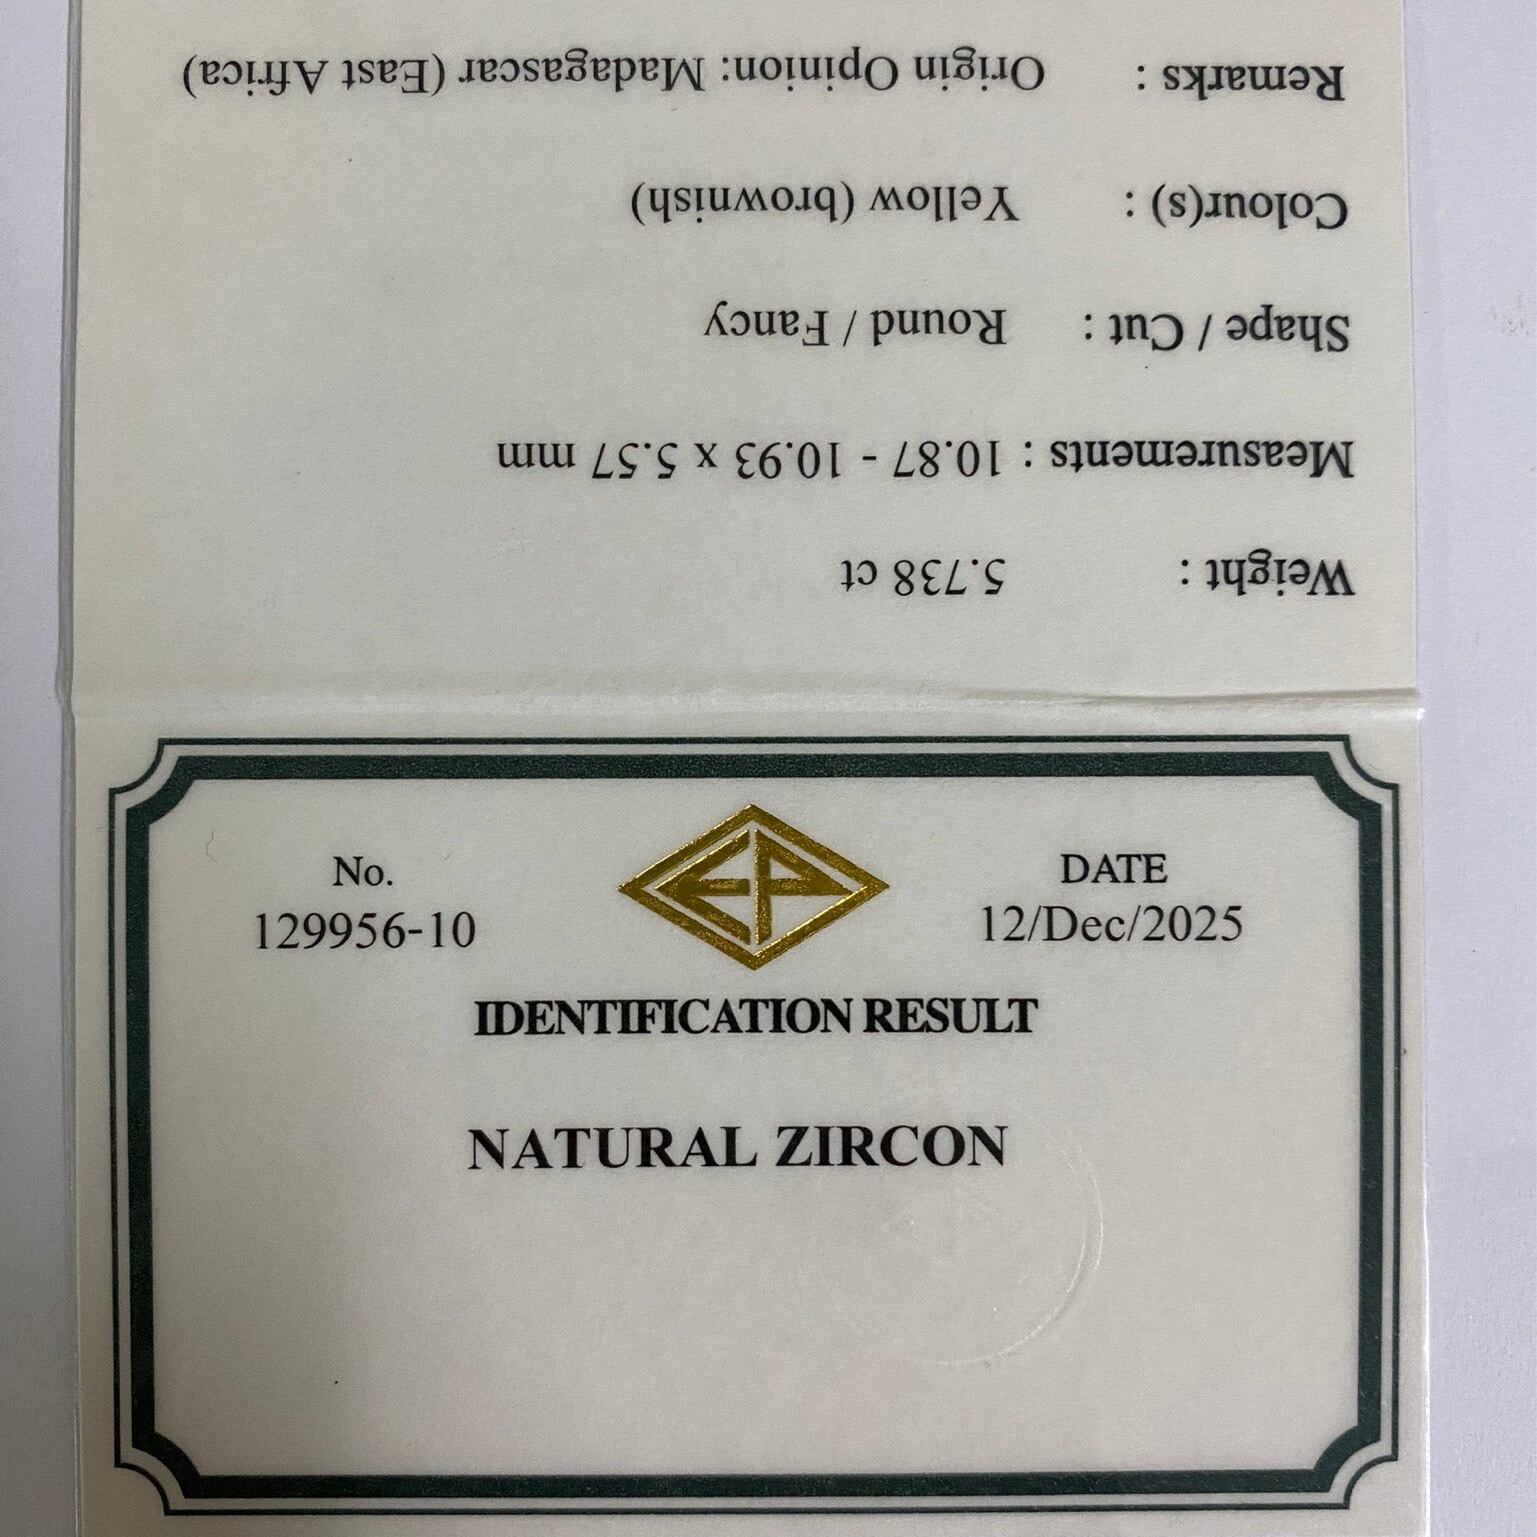 Weight : 5.738 ct
Measurements : 10.87 - 10.93 x 5.57 mm
Shape / Cut : Round / Fancy
Colour(s) : Yellow (brownish)
Remarks : Origin Opinion: Madagascar (East Africa)
No.
129956-10
EP
DATE
12/Dec/2025
IDENTIFICATION RESULT
NATURAL ZIRCON